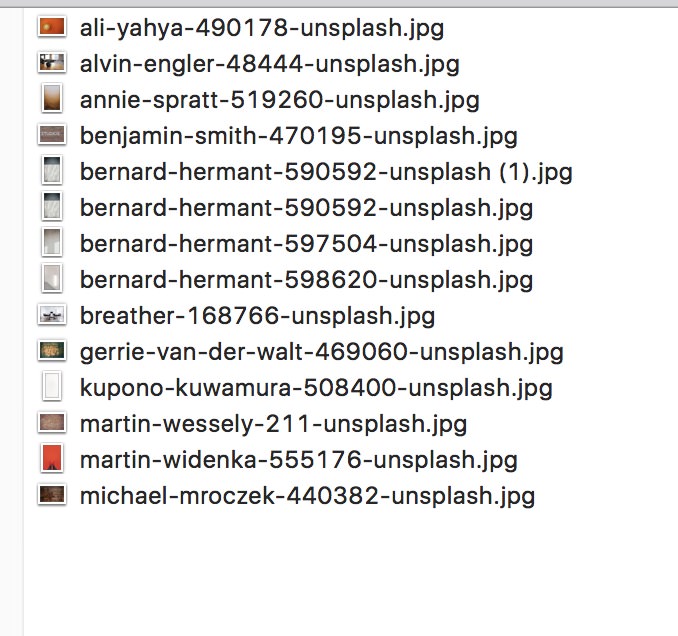 ali-yahya-490178-unsplash.jpg
alvin-engler-48444-unsplash.jpg
annie-spratt-519260-unsplash.jpg
benjamin-smith-470195-unsplash.jpg
bernard-hermant-590592-unsplash (1).jpg
bernard-hermant-590592-unsplash.jpg
bernard-hermant-597504-unsplash.jpg
bernard-hermant-598620-unsplash.jpg
breather-168766-unsplash.jpg
gerrie-van-der-walt-469060-unsplash.jpg
kupono-kuwamura-508400-unsplash.jpg
martin-wessely-211-unsplash.jpg
martin-widenka-555176-unsplash.jpg
michael-mroczek-440382-unsplash.jpg